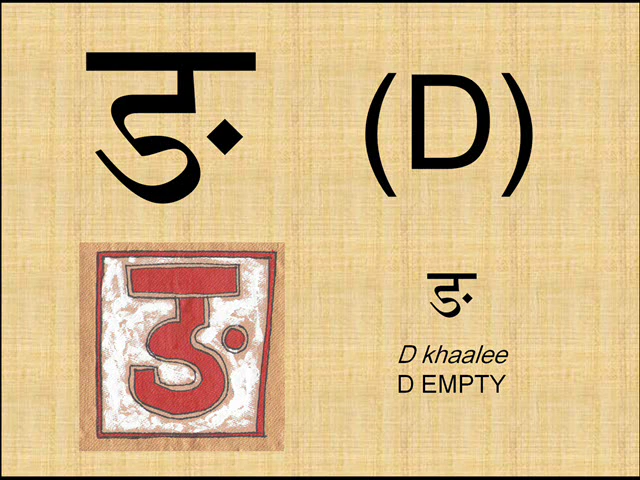 ङ (D)
ङ
ङ
D khaalee
D EMPTY